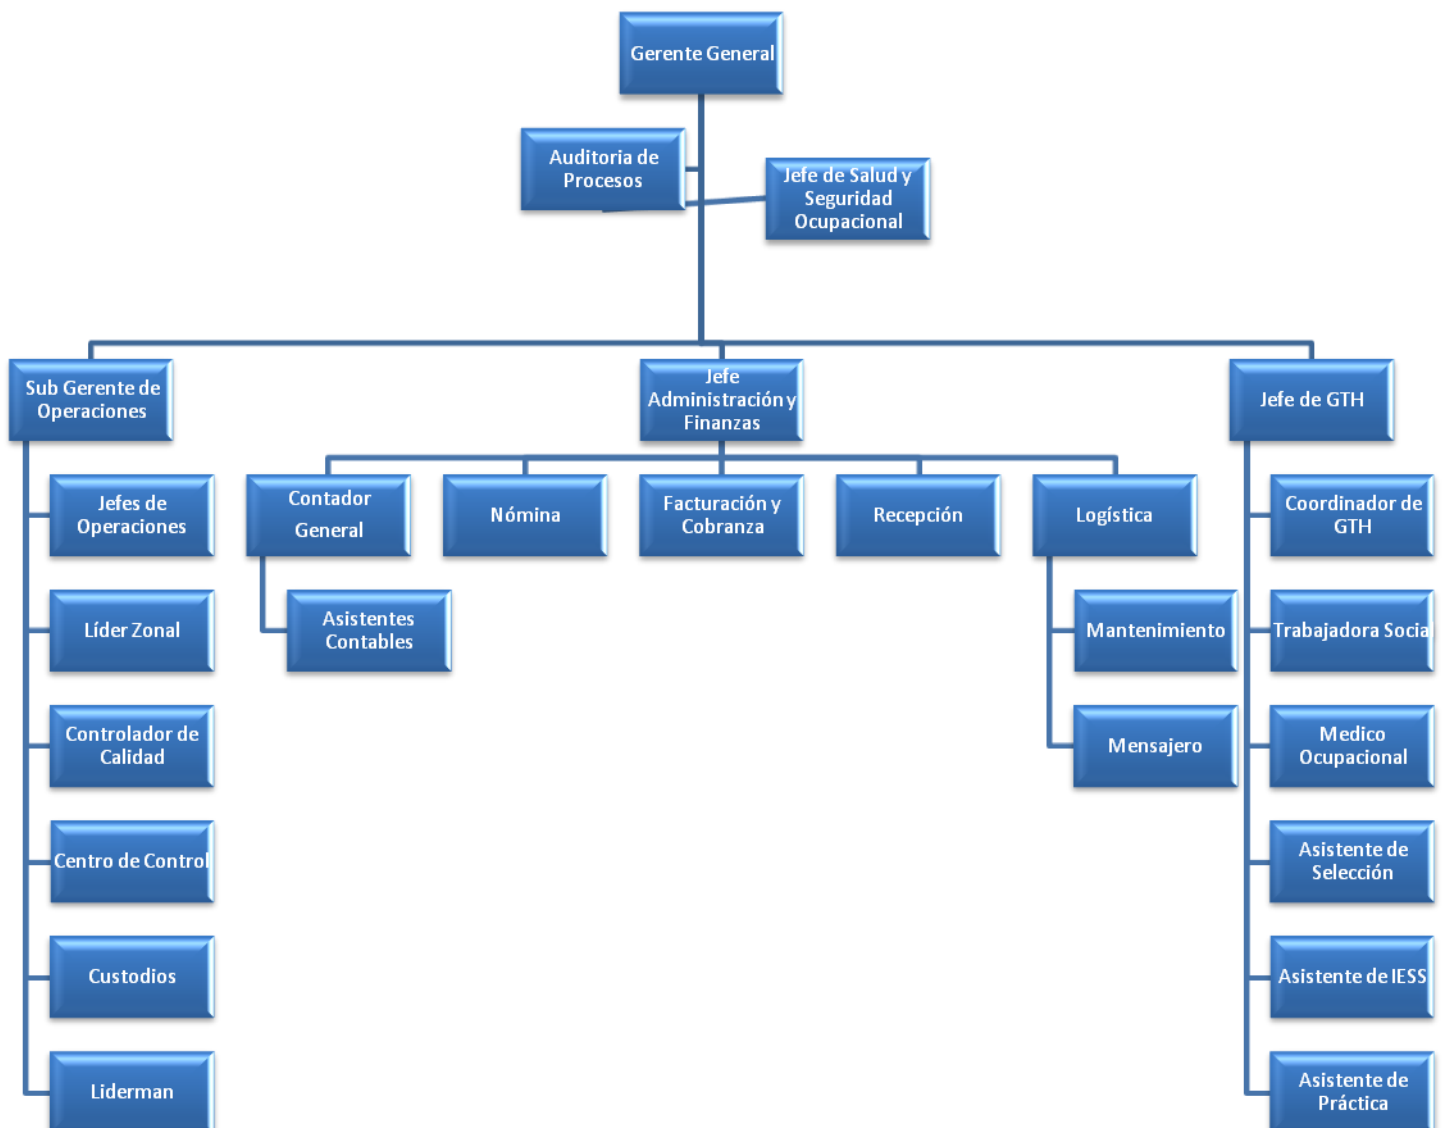 Gerente General
Auditoria de
Procesos
Jefe de Salud y
Seguridad
Ocupacional
Sub Gerente de
Operaciones
Jefe
Administración y
Finanzas
Jefe de GTH
Jefes de
Operaciones
Contador
General
Nómina
Facturación y
Cobranza
Recepción
Logística
Coordinador de
GTH
Líder Zonal
Asistentes
Contables
Mantenimiento
Trabajadora Social
Controlador de
Calidad
Mensajero
Medico
Ocupacional
Centro de Control
Asistente de
Selección
Custodios
Asistente de IESS
Liderman
Asistente de
Práctica